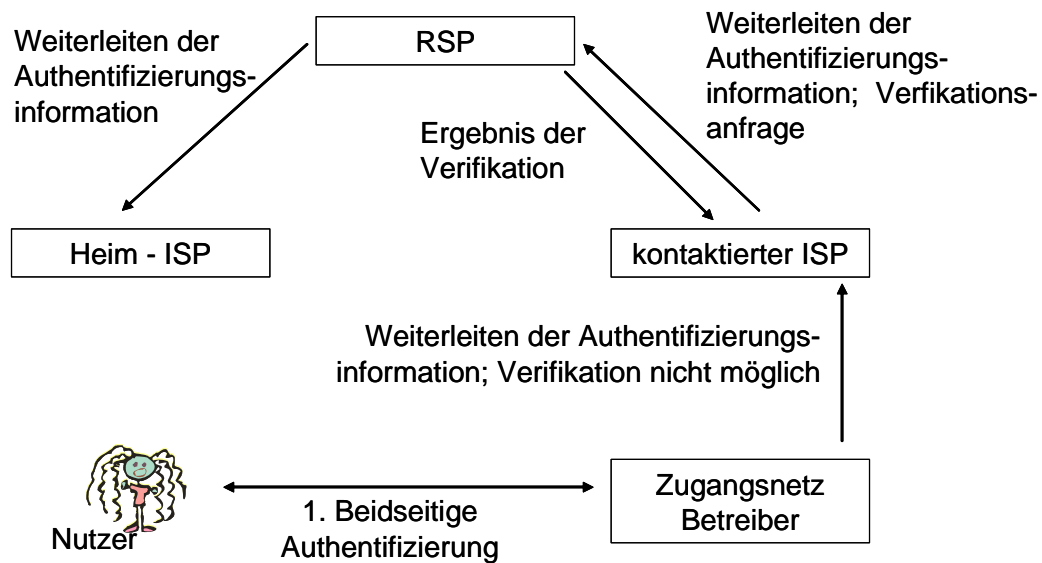 RSP
Weiterleiten der
Authentifizierungs-
information
Weiterleiten der
Authentifizierungs-
information;  Verfikations-
anfrage
Ergebnis der
Verifikation
Heim - ISP
kontaktierter ISP
Weiterleiten der Authentifizierungs-
information; Verifikation nicht möglich
Nutzer
1. Beidseitige
Authentifizierung
Zugangsnetz
Betreiber